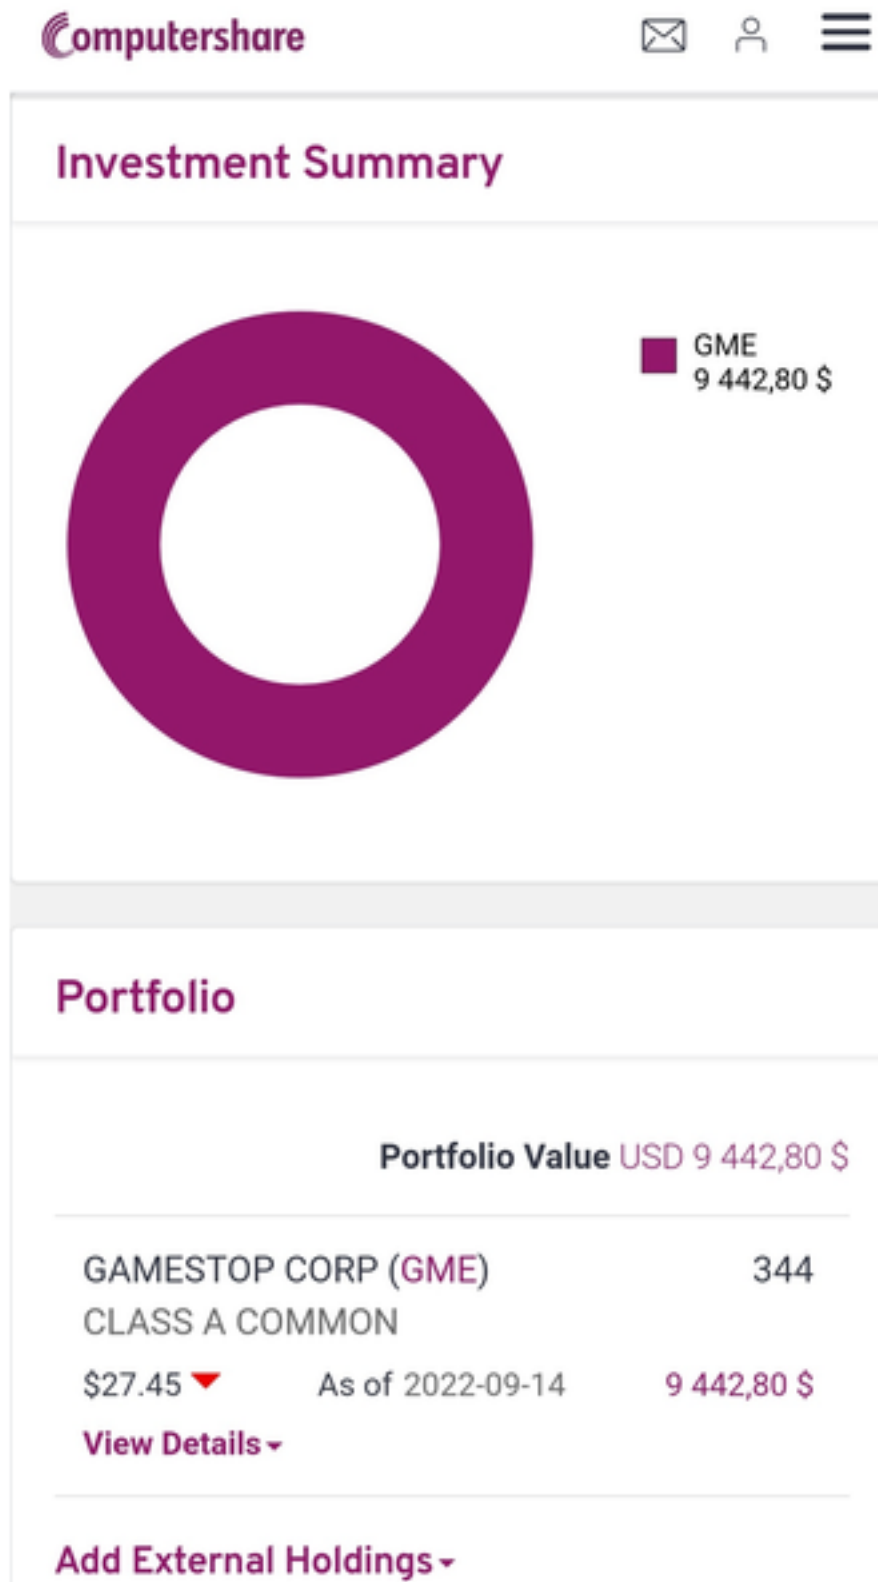 Computershare
Investment Summary
GME
9 442,80 $
Portfolio
Portfolio Value USD 9 442,80 $
GAMESTOP CORP (GME) 344
CLASS A COMMON
$27.45 As of 2022-09-14 9 442,80 $
View Details
Add External Holdings